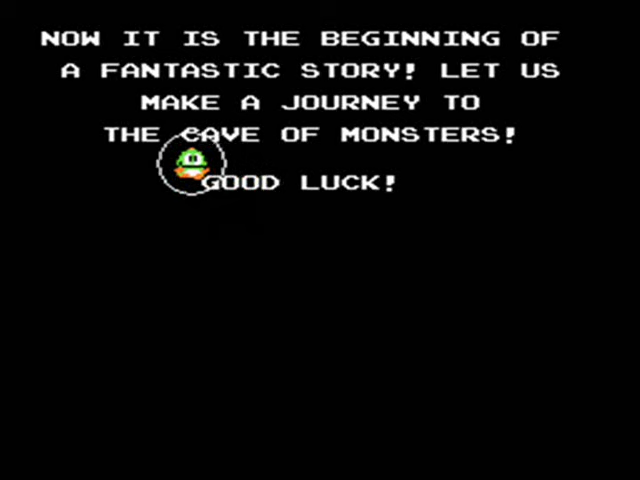 NOW IT IS THE BEGINNING OF
A FANTASTIC STORY! LET US
MAKE A JOURNEY TO
THE CAVE OF MONSTERS!
GOOD LUCK!